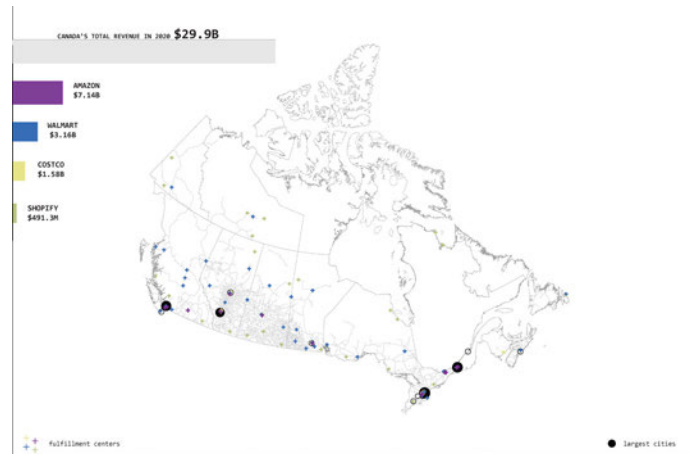 CANADA'S TOTAL REVENUE IN 2020 $29.9B
AMAZON
$7.14B
WALMART
$3.16B
COSTCO
$1.58B
SHOPIFY
$491.3M
fulfillment centers
largest cities